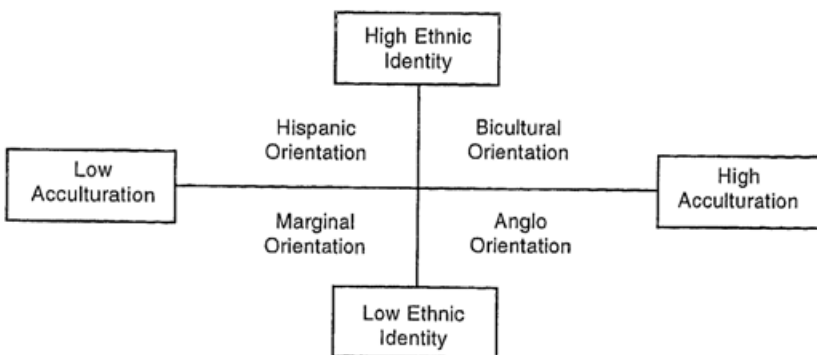 High Ethnic
Identity
Hispanic
Orientation
Bicultural
Orientation
Low
Acculturation
High
Acculturation
Marginal
Orientation
Anglo
Orientation
Low Ethnic
Identity